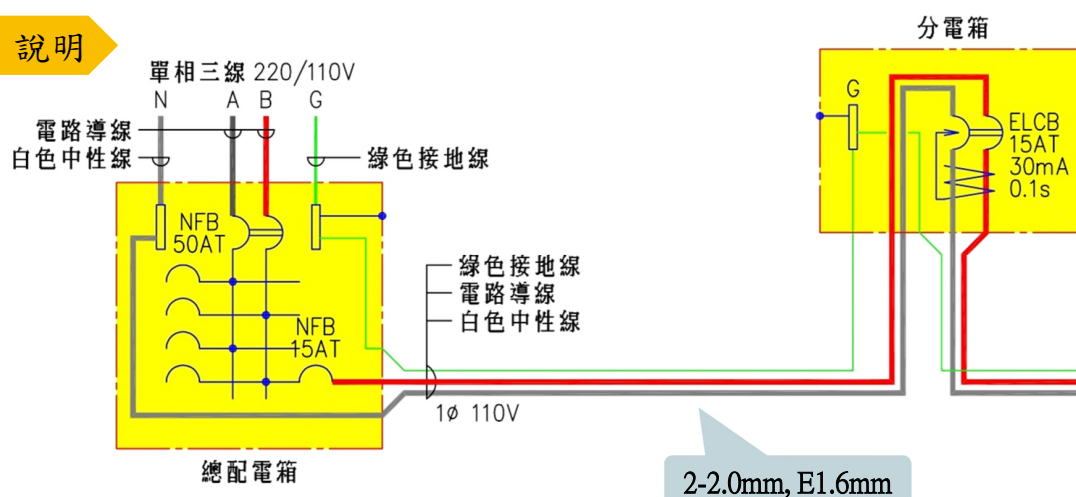 說明
分電箱
單相三線 220/110V
N A B G
電路導線
白色中性線
綠色接地線
G
ELCB
15AT
30mA
0.1s
NFB
50AT
綠色接地線
電路導線
白色中性線
NFB
15AT
1ø 110V
總配電箱
2-2.0mm, E1.6mm